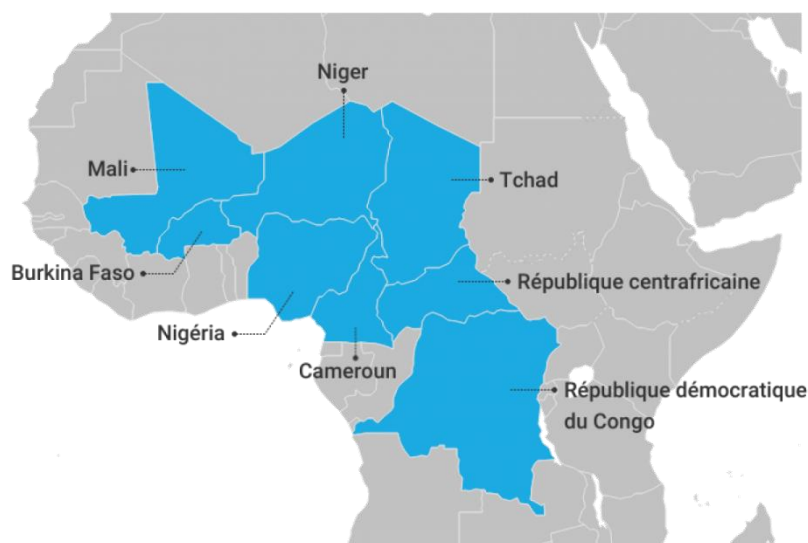 Niger
Mali
Tchad
Burkina Faso
République centrafricaine
Nigéria
Cameroun
République démocratique
du Congo